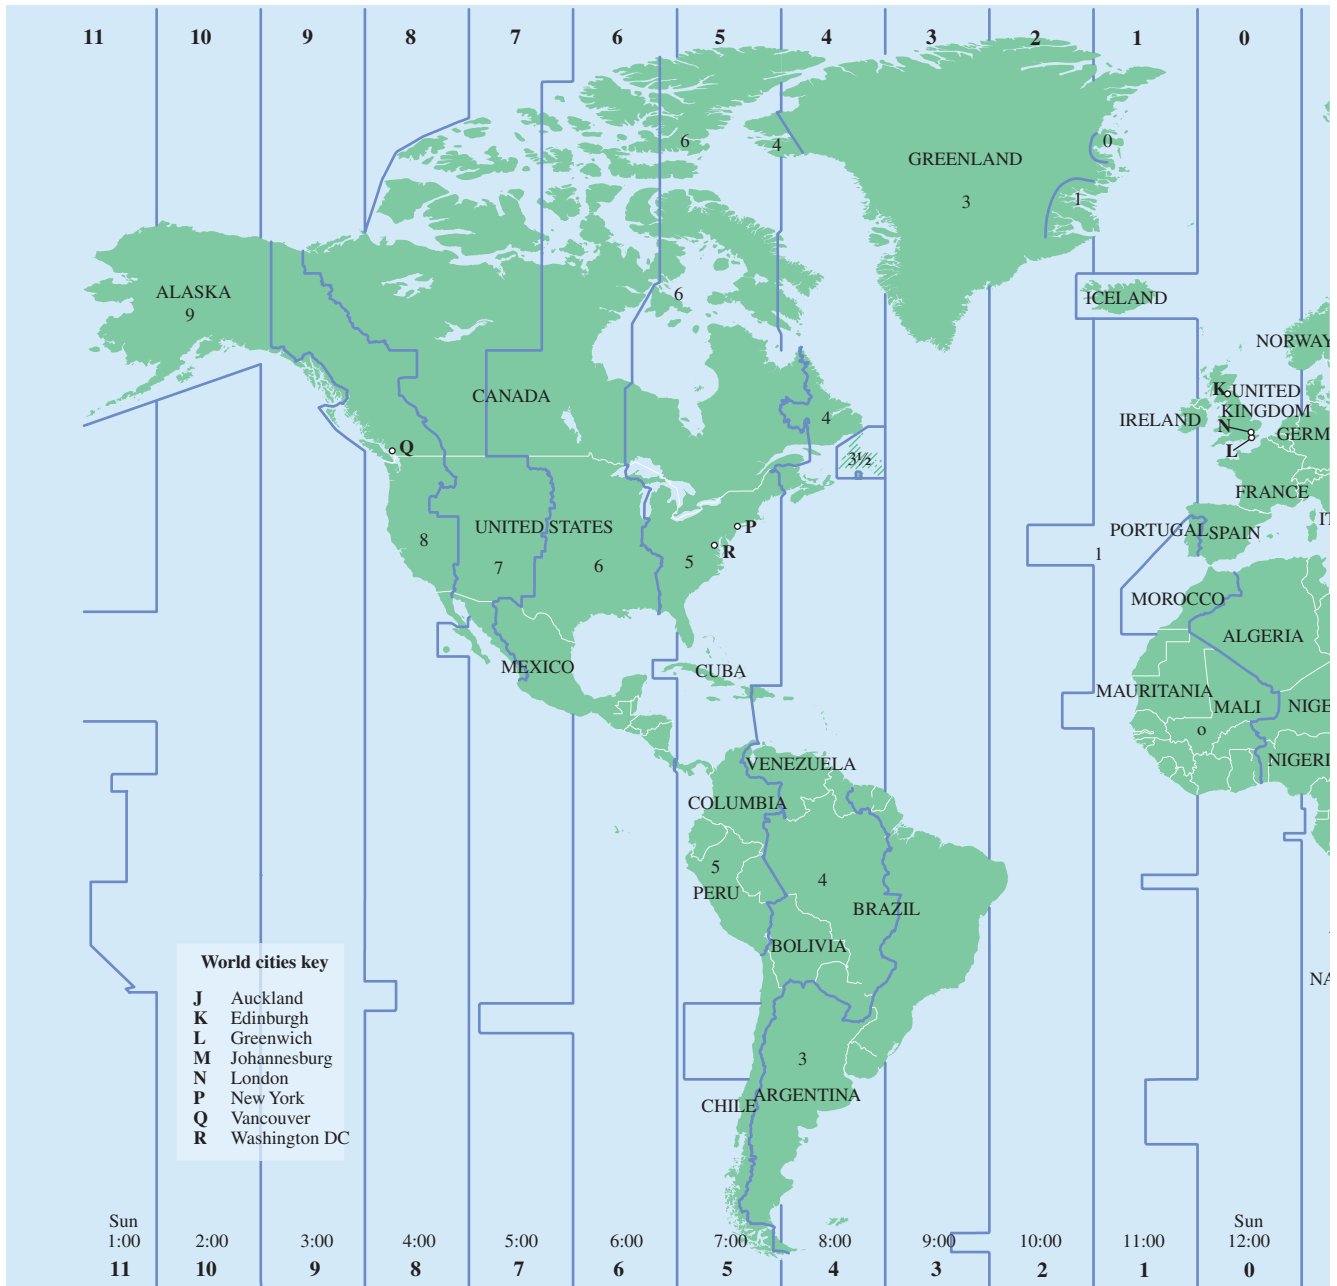 11 10 9 8 7 6 5 4 3 2 1 0
6
4
0
GREENLAND
3
1
ALASKA
9
6
ICELAND
NORWAY
CANADA
K UNITED
KINGDOM
IRELAND
4
N
GERM
Q
L
3½
FRANCE
P
UNITED STATES
PORTUGAL SPAIN
IT
8
R
1
7
6
5
MOROCCO
ALGERIA
MEXICO
CUBA
MAURITANIA
MALI
NIGE
o
VENEZUELA
NIGERI
COLUMBIA
5
4
PERU
BRAZIL
BOLIVIA
NA
World cities key
J Auckland
K Edinburgh
L Greenwich
M Johannesburg
N London
P New York
Q Vancouver
R Washington DC
3
ARGENTINA
CHILE
Sun Sun
1:00 2:00 3:00 4:00 5:00 6:00 7:00 8:00 9:00 10:00 11:00 12:00
11 10 9 8 7 6 5 4 3 2 1 0